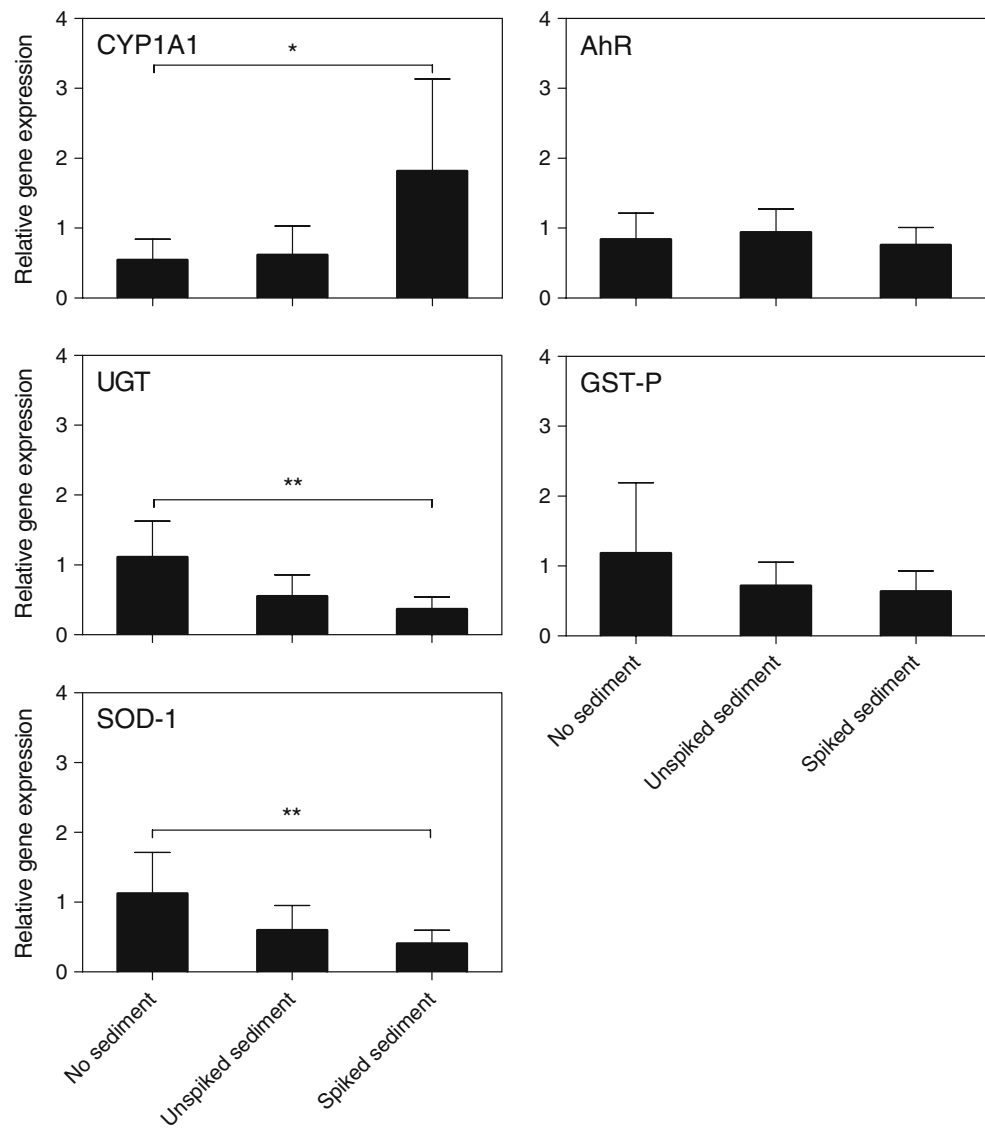 CYP1A1
*
Relative gene expression
4
3
2
1
0
AhR
4
3
2
1
0
UGT
**
Relative gene expression
4
3
2
1
0
GST-P
4
3
2
1
0
No sediment
Unspiked sediment
Spiked sediment
SOD-1
**
Relative gene expression
4
3
2
1
0
No sediment
Unspiked sediment
Spiked sediment